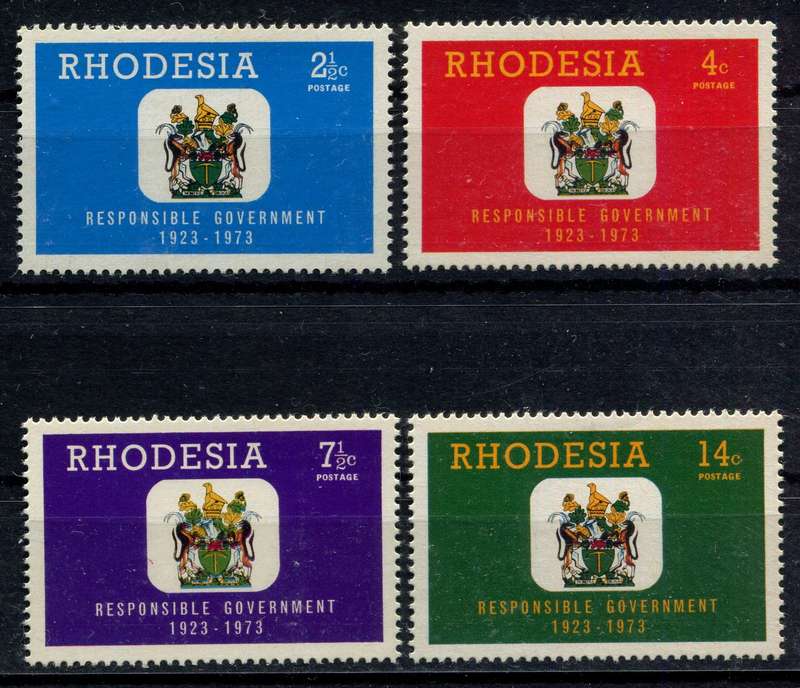 RHODESIA 2½c
POSTAGE
RESPONSIBLE GOVERNMENT
1923-1973
RHODESIA 4c
POSTAGE
RESPONSIBLE GOVERNMENT
1923-1973
RHODESIA 7½c
POSTAGE
RESPONSIBLE GOVERNMENT
1923-1973
RHODESIA 14c
POSTAGE
RESPONSIBLE GOVERNMENT
1923-1973